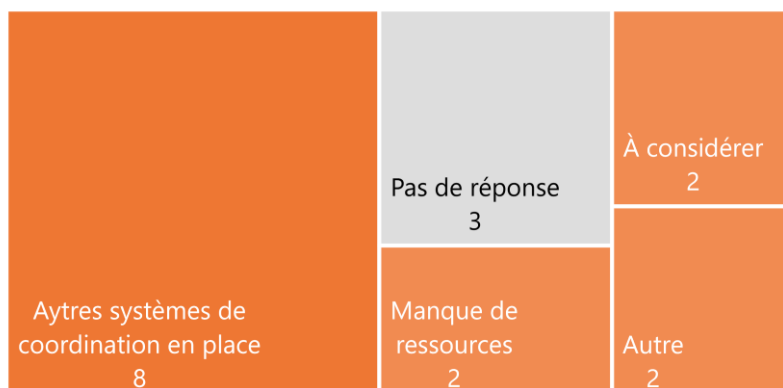 Aytres systèmes de
coordination en place
8
Pas de réponse
3
Manque de
ressources
2
À considérer
2
Autre
2